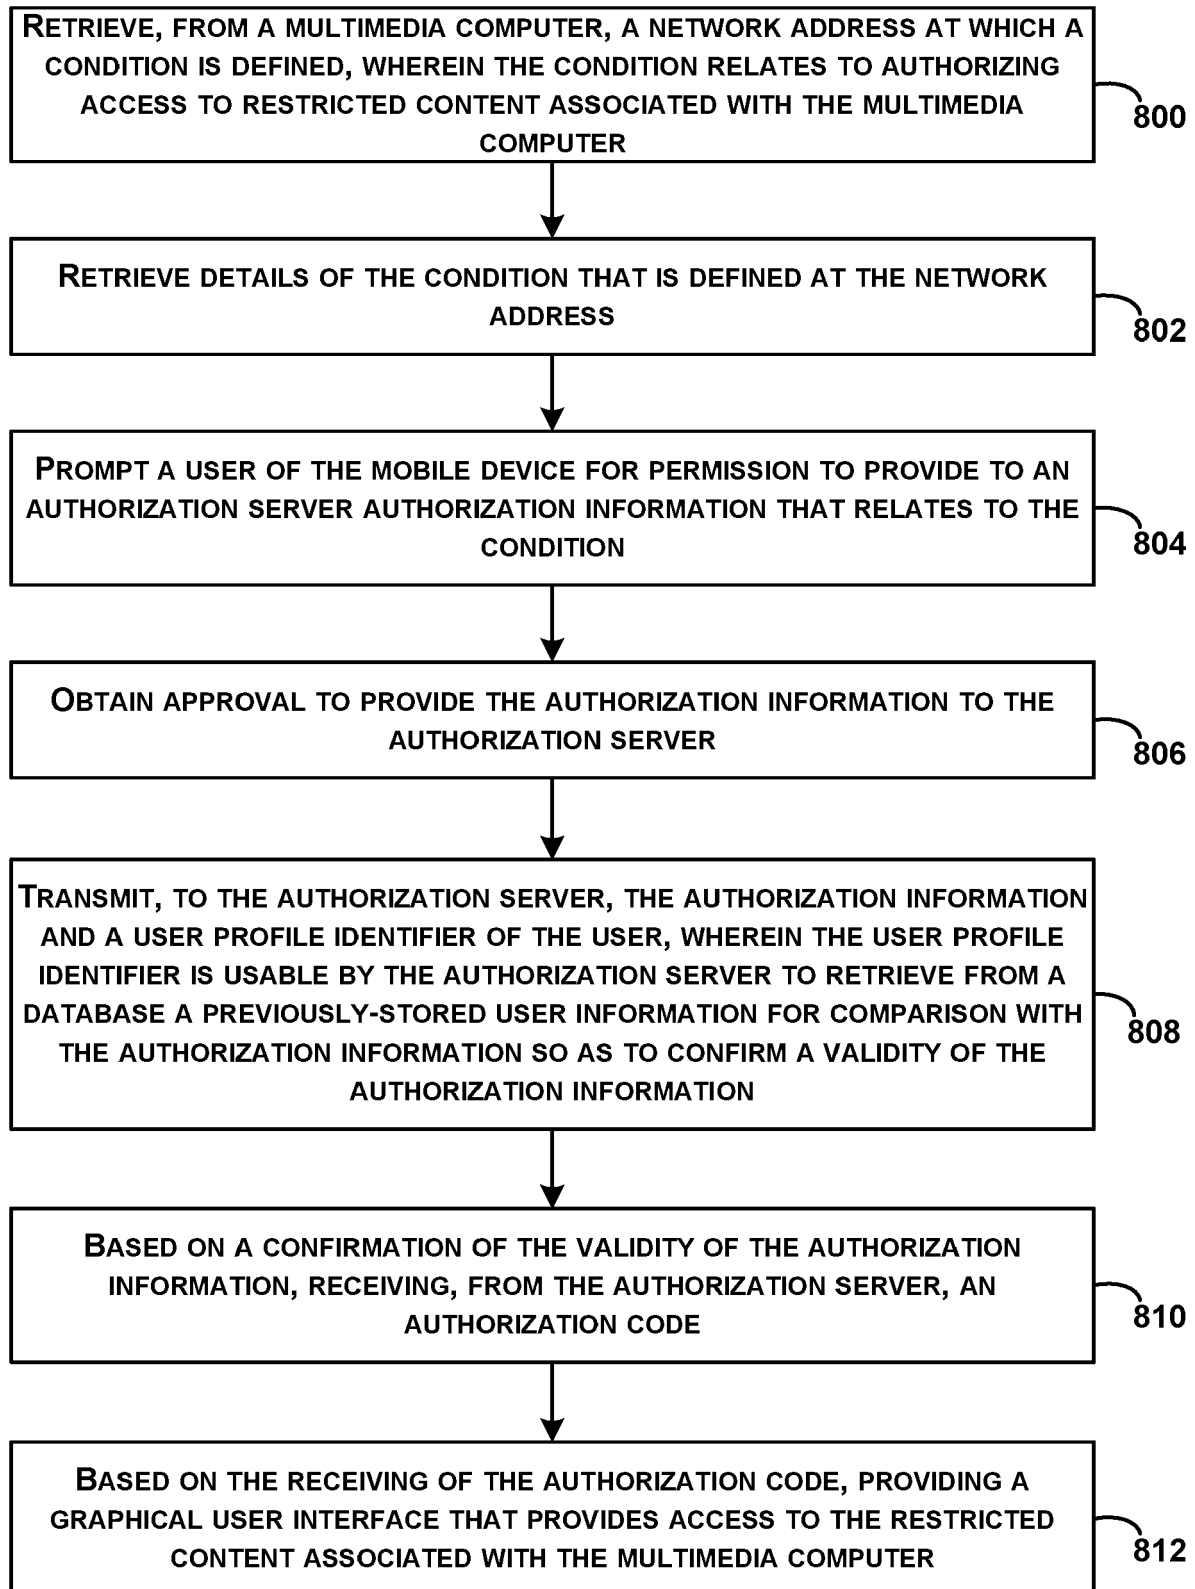 RETRIEVE, FROM A MULTIMEDIA COMPUTER, A NETWORK ADDRESS AT WHICH A
CONDITION IS DEFINED, WHEREIN THE CONDITION RELATES TO AUTHORIZING
ACCESS TO RESTRICTED CONTENT ASSOCIATED WITH THE MULTIMEDIA
COMPUTER
800
RETRIEVE DETAILS OF THE CONDITION THAT IS DEFINED AT THE NETWORK
ADDRESS
802
PROMPT A USER OF THE MOBILE DEVICE FOR PERMISSION TO PROVIDE TO AN
AUTHORIZATION SERVER AUTHORIZATION INFORMATION THAT RELATES TO THE
CONDITION
804
OBTAIN APPROVAL TO PROVIDE THE AUTHORIZATION INFORMATION TO THE
AUTHORIZATION SERVER
806
TRANSMIT, TO THE AUTHORIZATION SERVER, THE AUTHORIZATION INFORMATION
AND A USER PROFILE IDENTIFIER OF THE USER, WHEREIN THE USER PROFILE
IDENTIFIER IS USABLE BY THE AUTHORIZATION SERVER TO RETRIEVE FROM A
DATABASE A PREVIOUSLY-STORED USER INFORMATION FOR COMPARISON WITH
THE AUTHORIZATION INFORMATION SO AS TO CONFIRM A VALIDITY OF THE
AUTHORIZATION INFORMATION
808
BASED ON A CONFIRMATION OF THE VALIDITY OF THE AUTHORIZATION
INFORMATION, RECEIVING, FROM THE AUTHORIZATION SERVER, AN
AUTHORIZATION CODE
810
BASED ON THE RECEIVING OF THE AUTHORIZATION CODE, PROVIDING A
GRAPHICAL USER INTERFACE THAT PROVIDES ACCESS TO THE RESTRICTED
CONTENT ASSOCIATED WITH THE MULTIMEDIA COMPUTER
812